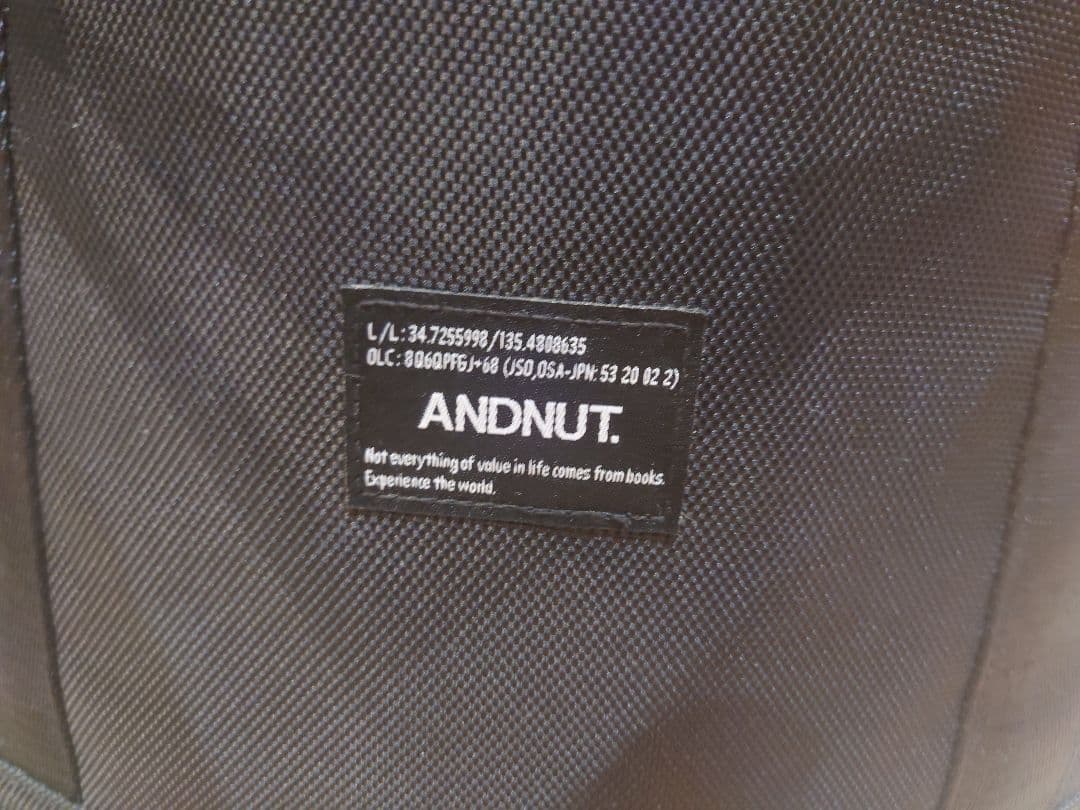 L/L:34.7255998/135.4808635
OLC: 8Q6QPFGJ+68 (JSO,OSA-JPN: 53 20 02 2)
ANDNUT.
Not everything of value in life comes from books.
Experience the world.